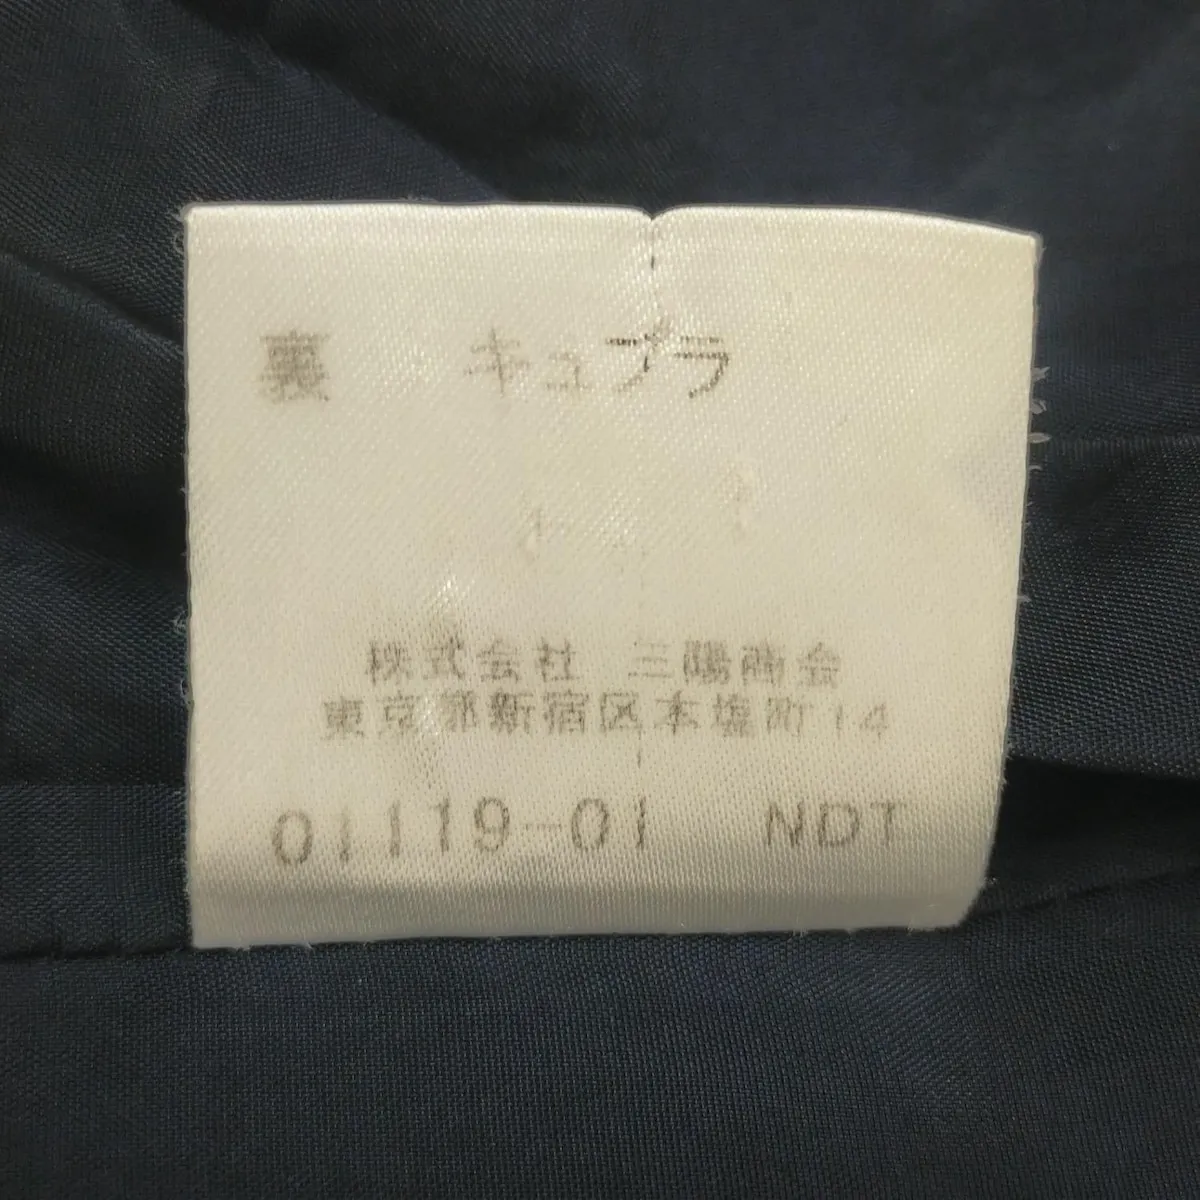 裏 キュプラ
株式会社 三陽商会
東京都新宿区本塩町14
01119-01 NDT